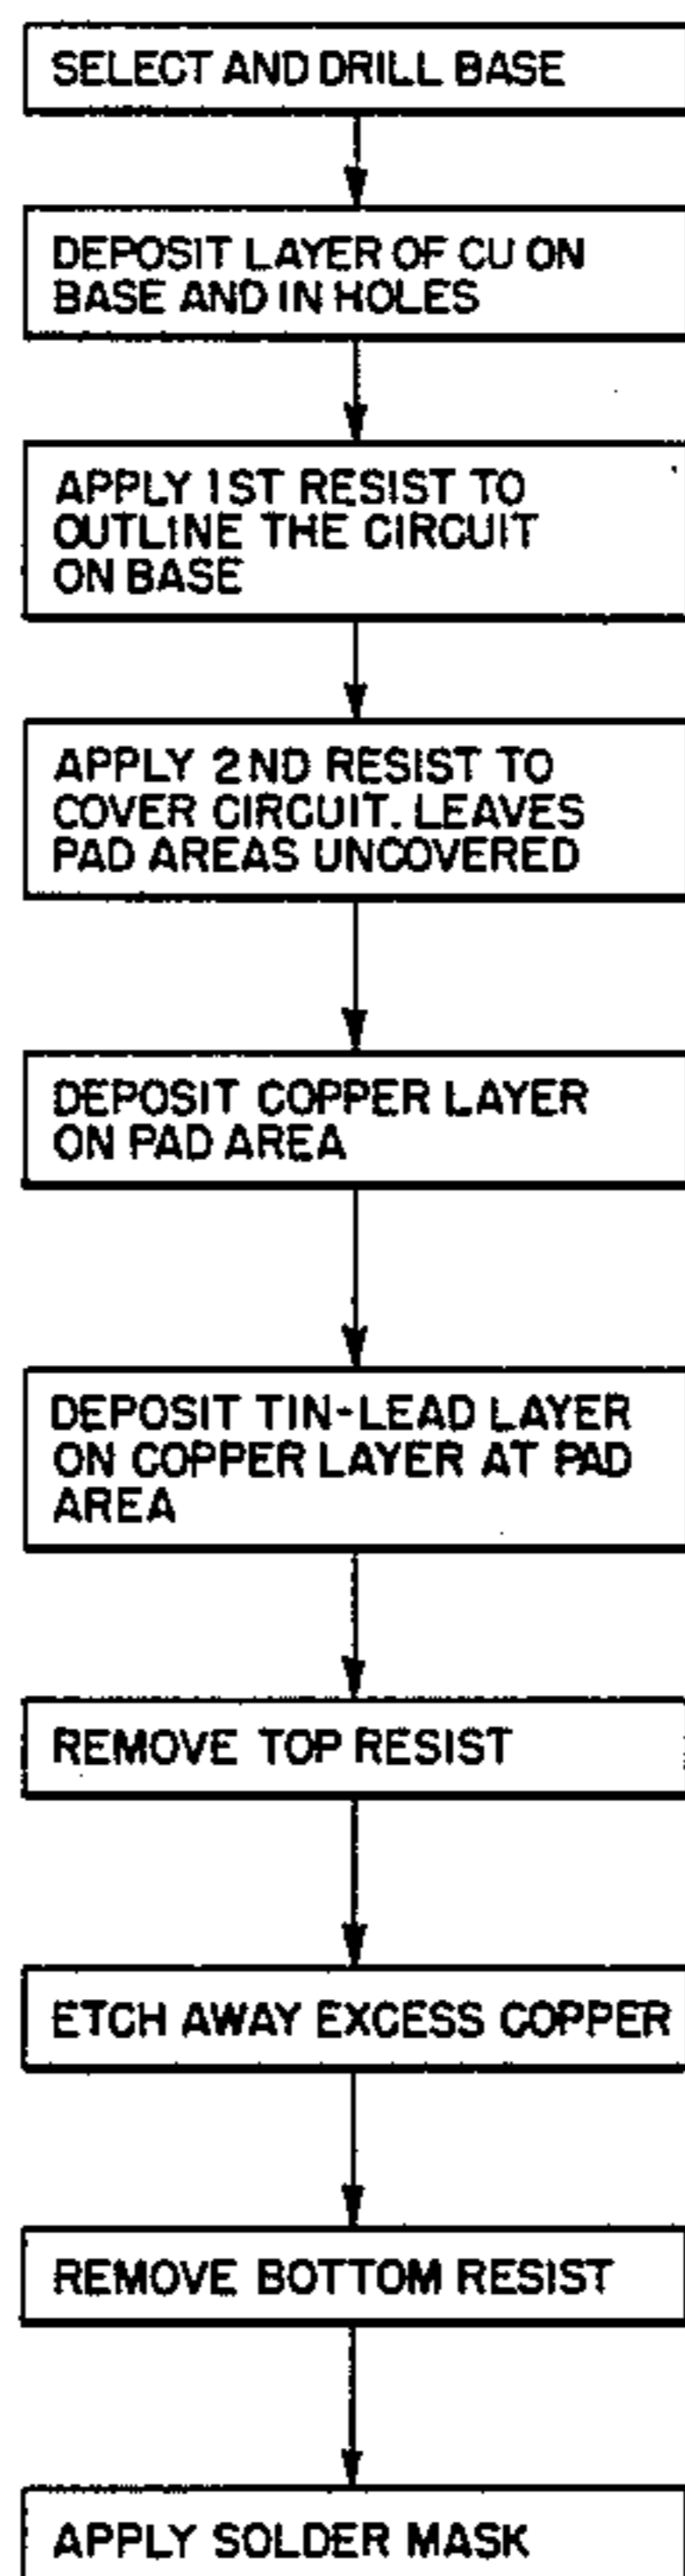 SELECT AND DRILL BASE
DEPOSIT LAYER OF CU ON
BASE AND IN HOLES
APPLY 1ST RESIST TO
OUTLINE THE CIRCUIT
ON BASE
APPLY 2ND RESIST TO
COVER CIRCUIT. LEAVES
PAD AREAS UNCOVERED
DEPOSIT COPPER LAYER
ON PAD AREA
DEPOSIT TIN-LEAD LAYER
ON COPPER LAYER AT PAD
AREA
REMOVE TOP RESIST
ETCH AWAY EXCESS COPPER
REMOVE BOTTOM RESIST
APPLY SOLDER MASK